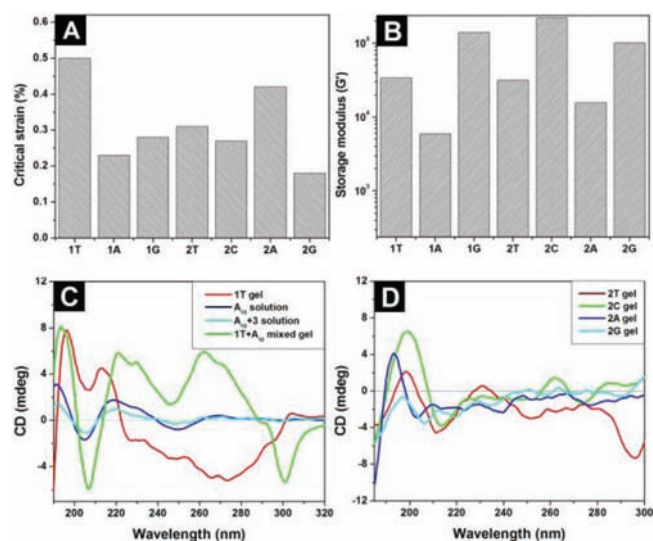 A
Critical strain (%)
0.6
0.5
0.4
0.3
0.2
0.1
0.0
1T 1A 1G 2T 2C 2A 2G
B
Storage modulus (G')
10⁵
10⁴
10³
1T 1A 1G 2T 2C 2A 2G
C
CD (mdeg)
12
8
4
0
-4
1T gel
A₁₀ solution
A₁₀+3 solution
1T+A₁₀ mixed gel
200 220 240 260 280 300 320
Wavelength (nm)
D
CD (mdeg)
12
8
4
0
-4
-8
-12
2T gel
2C gel
2A gel
2G gel
200 220 240 260 280 300
Wavelength (nm)